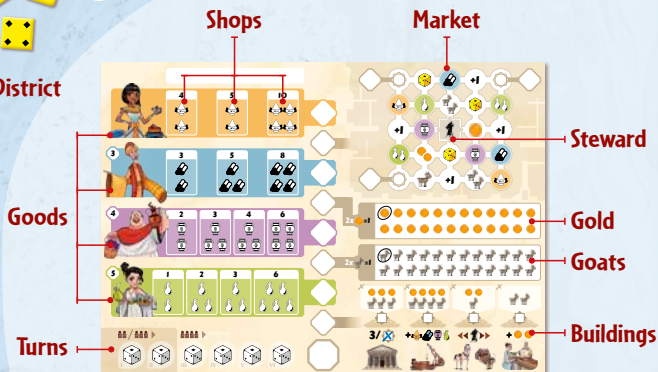 Shops
Market
District
Steward
Goods
Gold
Goats
Buildings
Turns
4
5
10
3
3
5
8
4
2
3
4
6
5
1
2
3
6
+1
+1
+1
+1
2x
=1
2x
=1
3/
+
+